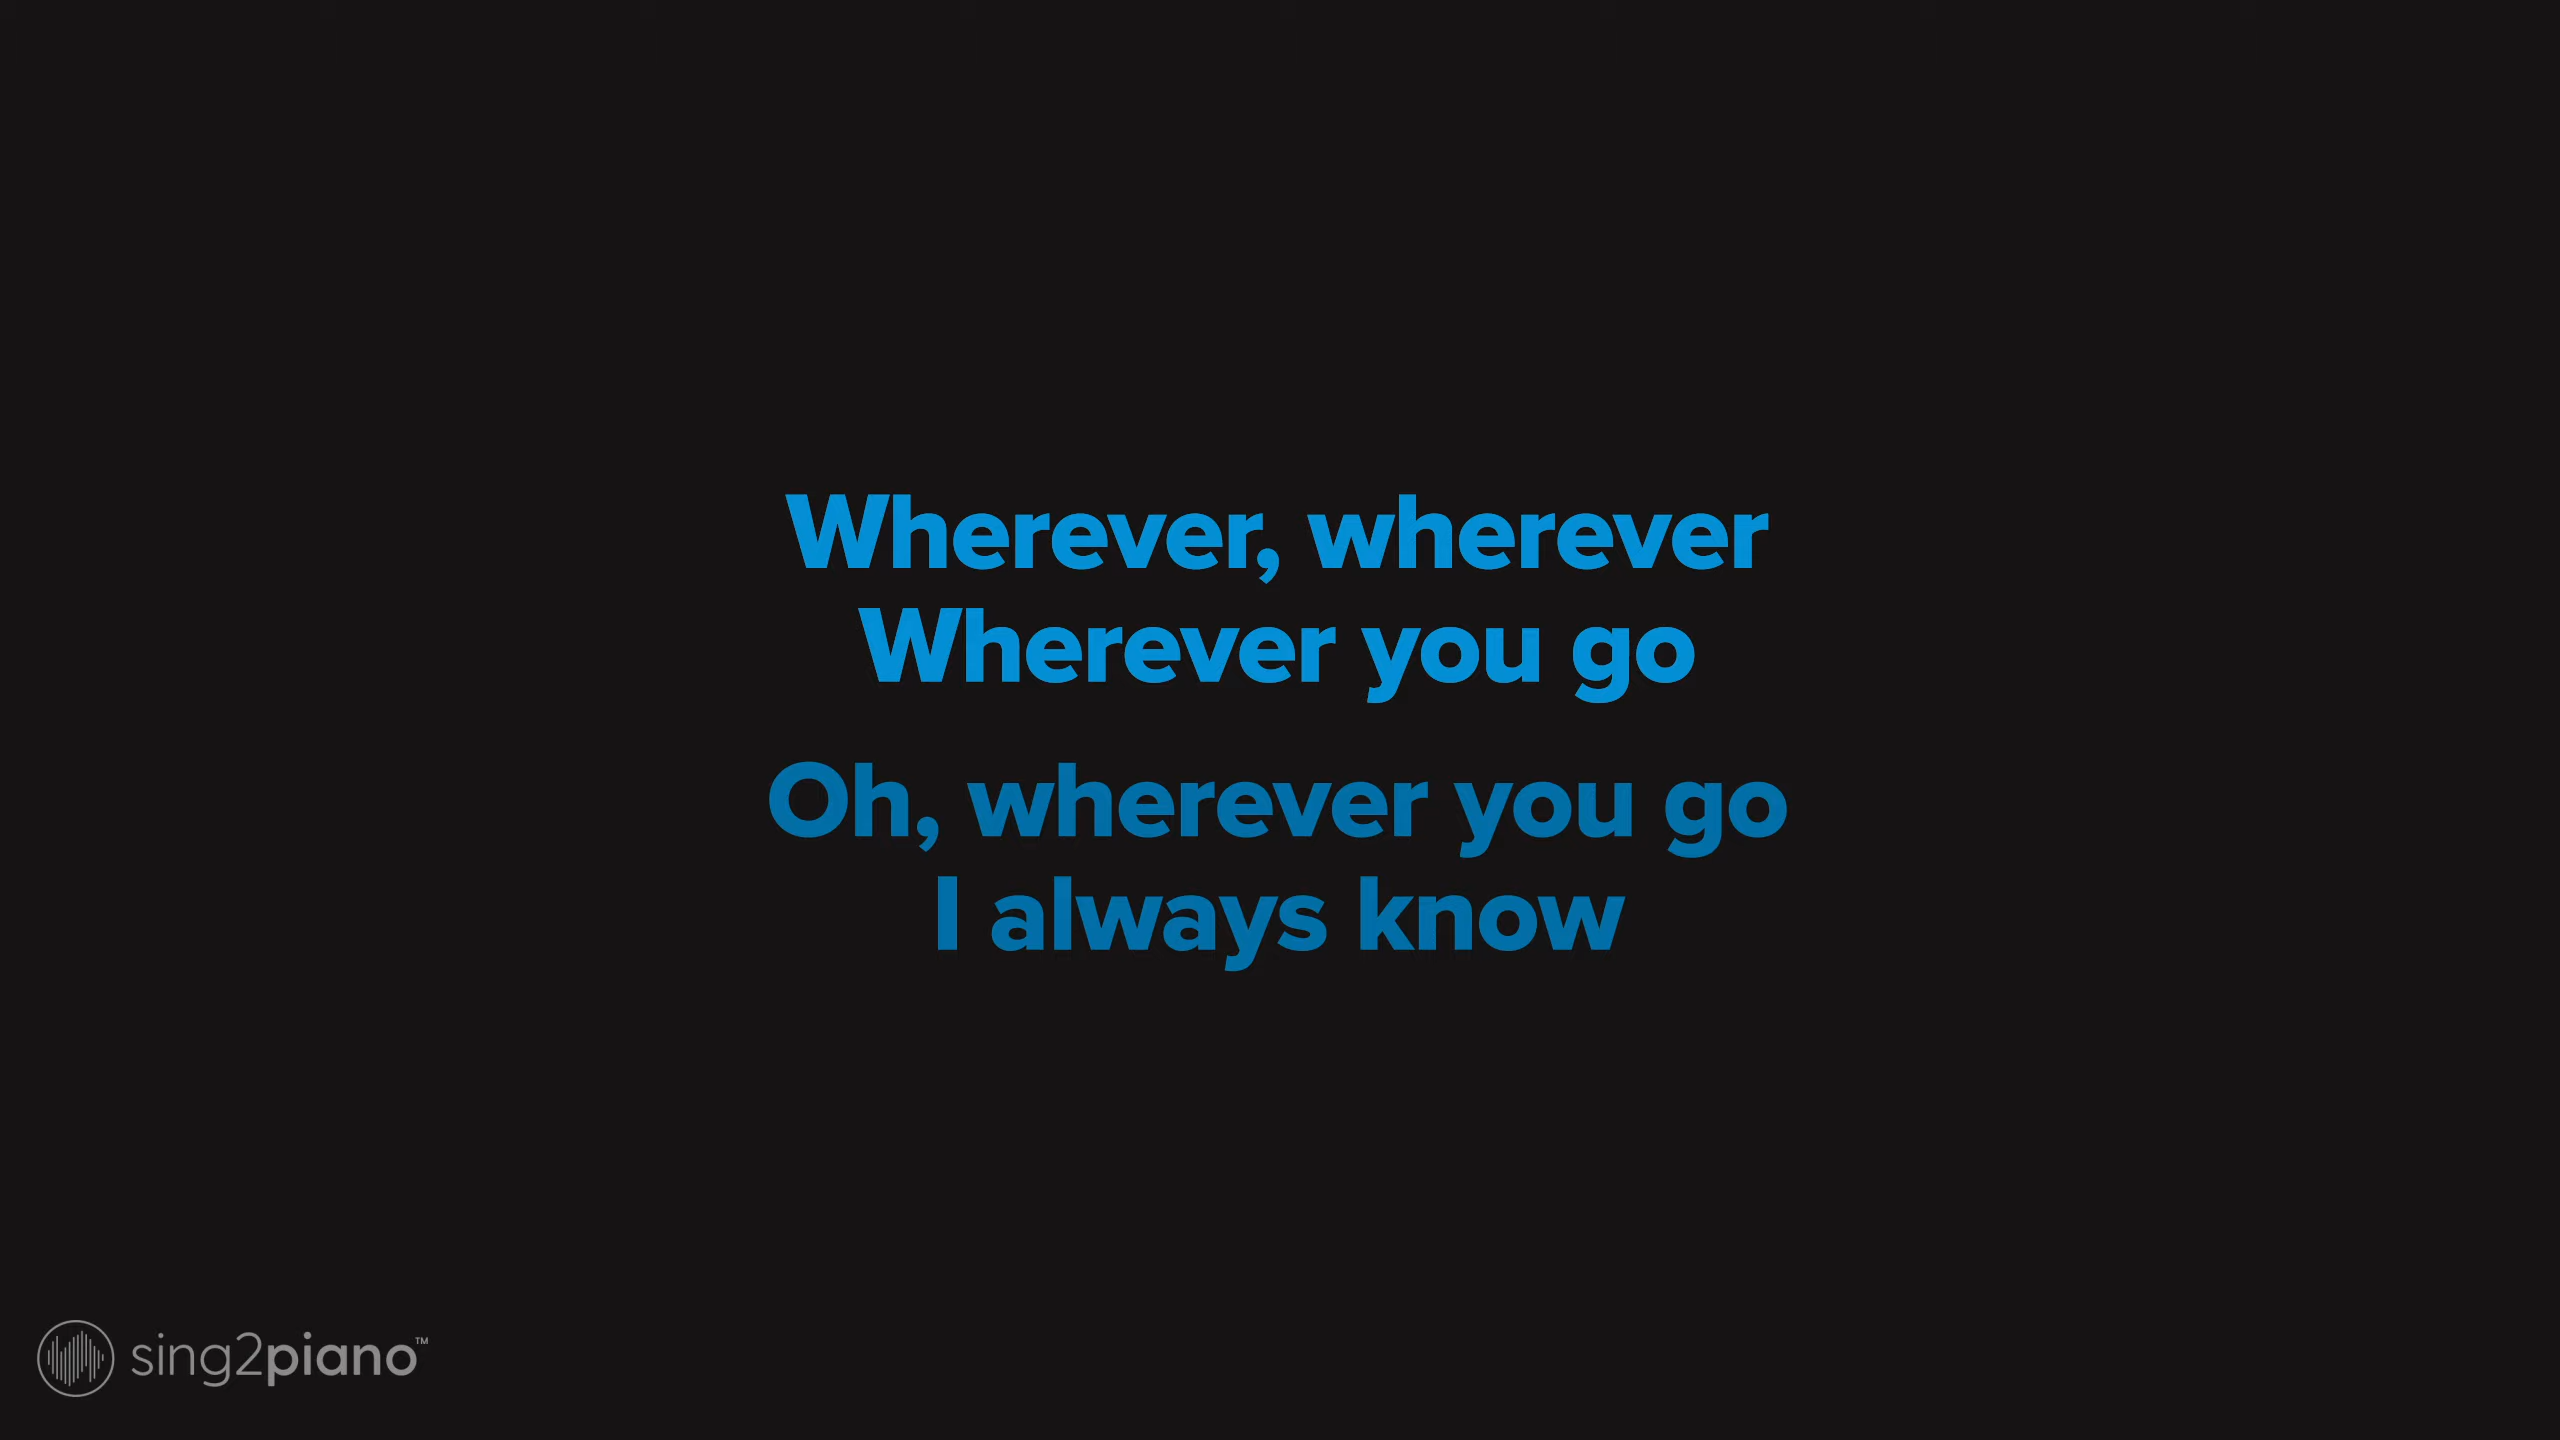 Wherever, wherever
Wherever you go
Oh, wherever you go
I always know
sing2piano™